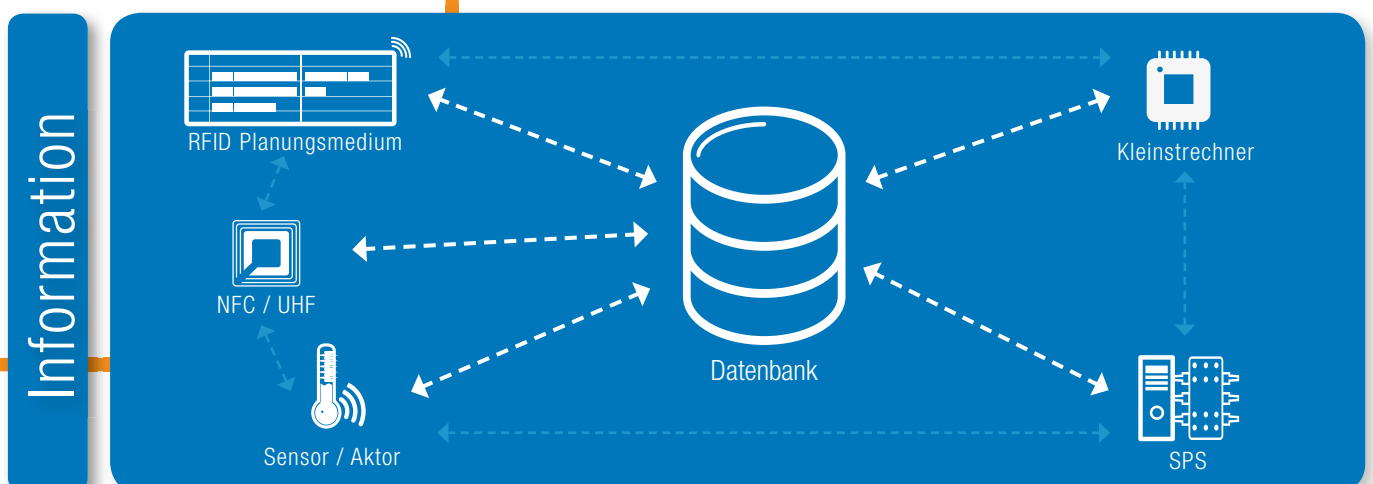 Information
RFID Planungsmedium
Kleinstrechner
NFC / UHF
Datenbank
Sensor / Aktor
SPS